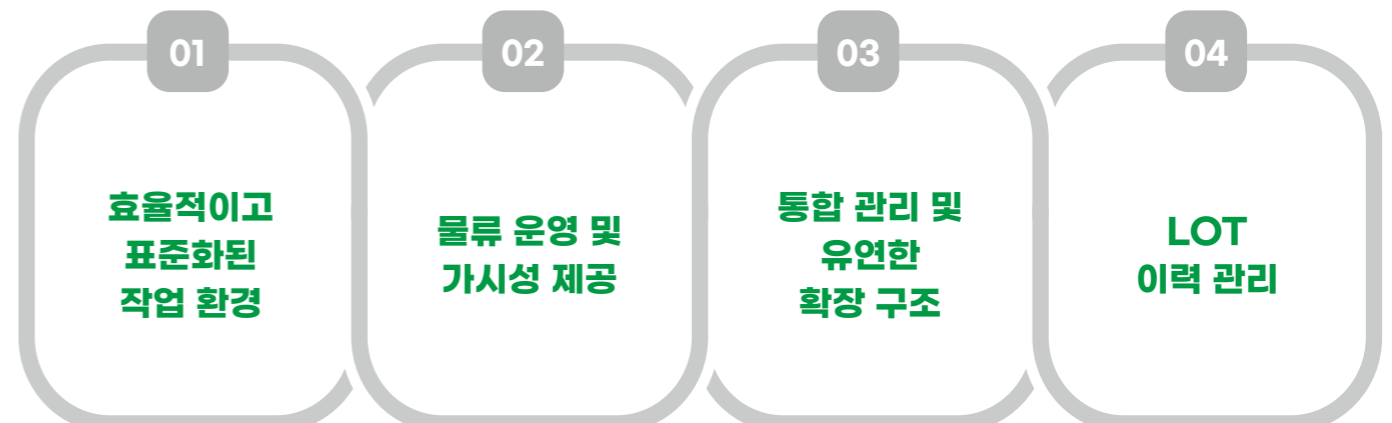 01
효율적이고
표준화된
작업 환경
02
물류 운영 및
가시성 제공
03
통합 관리 및
유연한
확장 구조
04
LOT
이력 관리